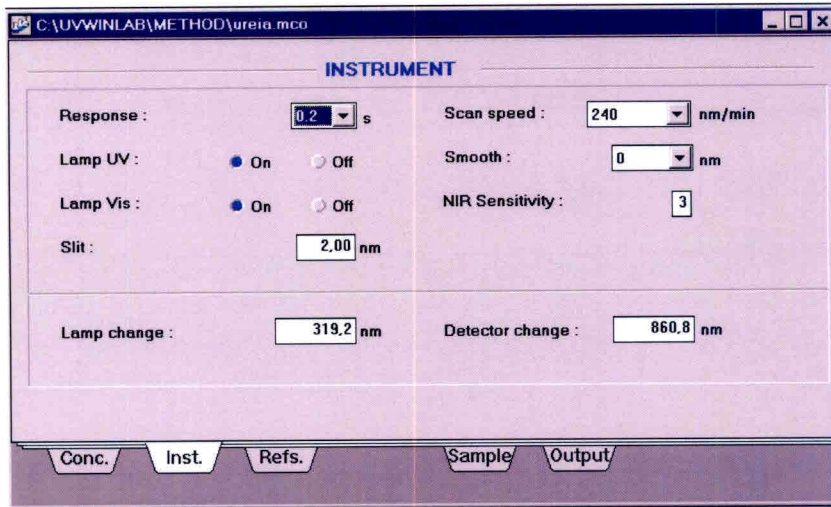 C:\UVWINLAB\METHOD\ureia.mco
INSTRUMENT
Response : 0.2 s
Scan speed : 240 nm/min
Lamp UV : On Off
Smooth : 0 nm
Lamp Vis : On Off
NIR Sensitivity : 3
Slit : 2,00 nm
Lamp change : 319,2 nm
Detector change : 860,8 nm
Conc. Inst. Refs. Sample Output